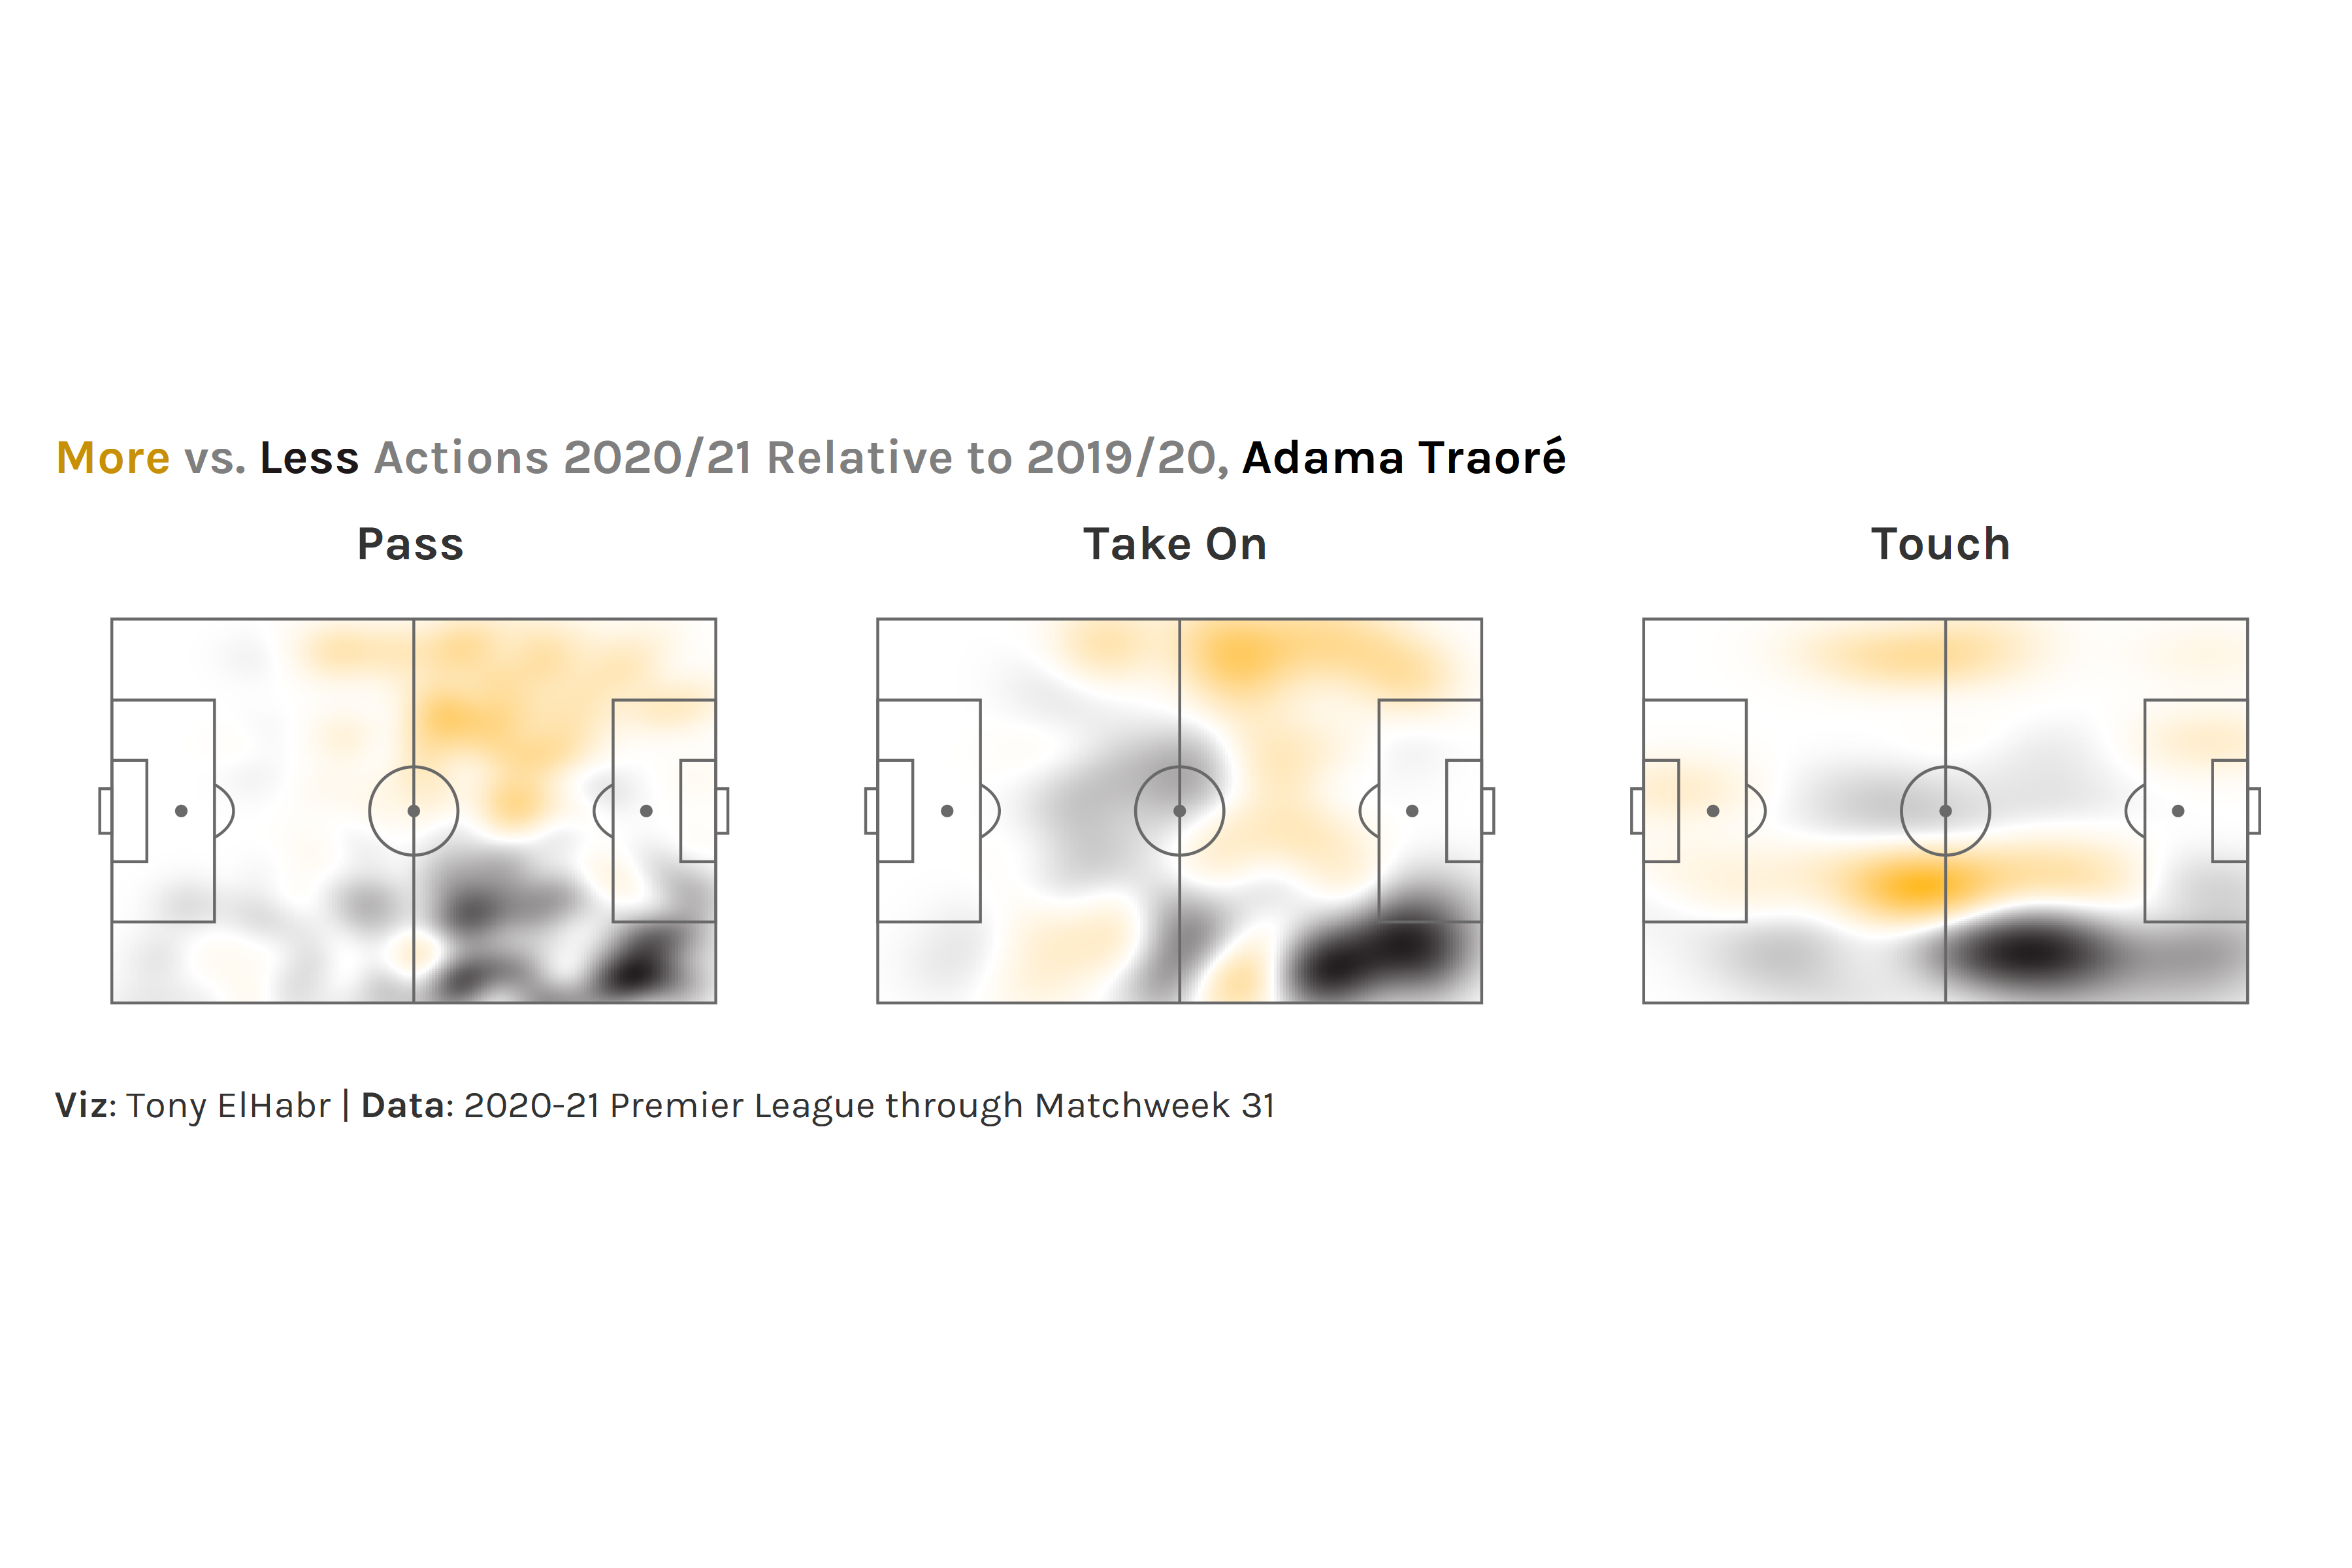 More vs. Less Actions 2020/21 Relative to 2019/20, Adama Traoré
Pass
Take On
Touch
Viz: Tony ElHabr | Data: 2020-21 Premier League through Matchweek 31